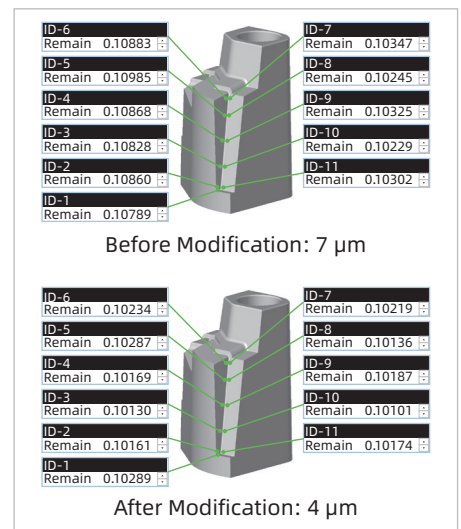 ID-6
Remain 0.10883
ID-5
Remain 0.10985
ID-4
Remain 0.10868
ID-3
Remain 0.10828
ID-2
Remain 0.10860
ID-1
Remain 0.10789
ID-7
Remain 0.10347
ID-8
Remain 0.10245
ID-9
Remain 0.10325
ID-10
Remain 0.10229
ID-11
Remain 0.10302
Before Modification: 7 μm
ID-6
Remain 0.10234
ID-5
Remain 0.10287
ID-4
Remain 0.10169
ID-3
Remain 0.10130
ID-2
Remain 0.10161
ID-1
Remain 0.10289
ID-7
Remain 0.10219
ID-8
Remain 0.10136
ID-9
Remain 0.10187
ID-10
Remain 0.10101
ID-11
Remain 0.10174
After Modification: 4 μm